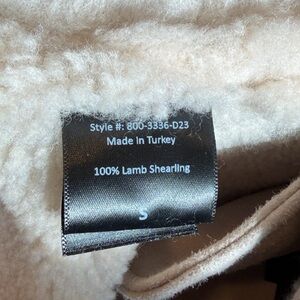 Style #: 800-3336-D23
Made In Turkey
100% Lamb Shearling
S